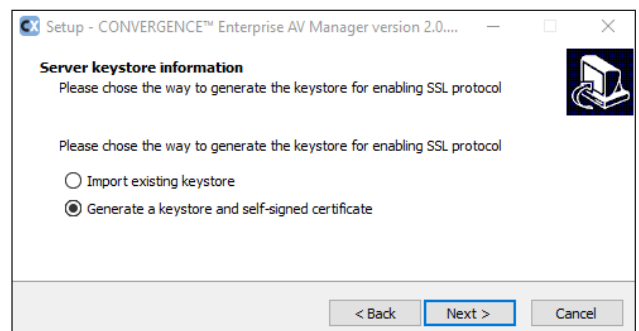 CX Setup - CONVERGENCE™ Enterprise AV Manager version 2.0....
Server keystore information
Please chose the way to generate the keystore for enabling SSL protocol
Please chose the way to generate the keystore for enabling SSL protocol
Import existing keystore
Generate a keystore and self-signed certificate
< Back Next > Cancel